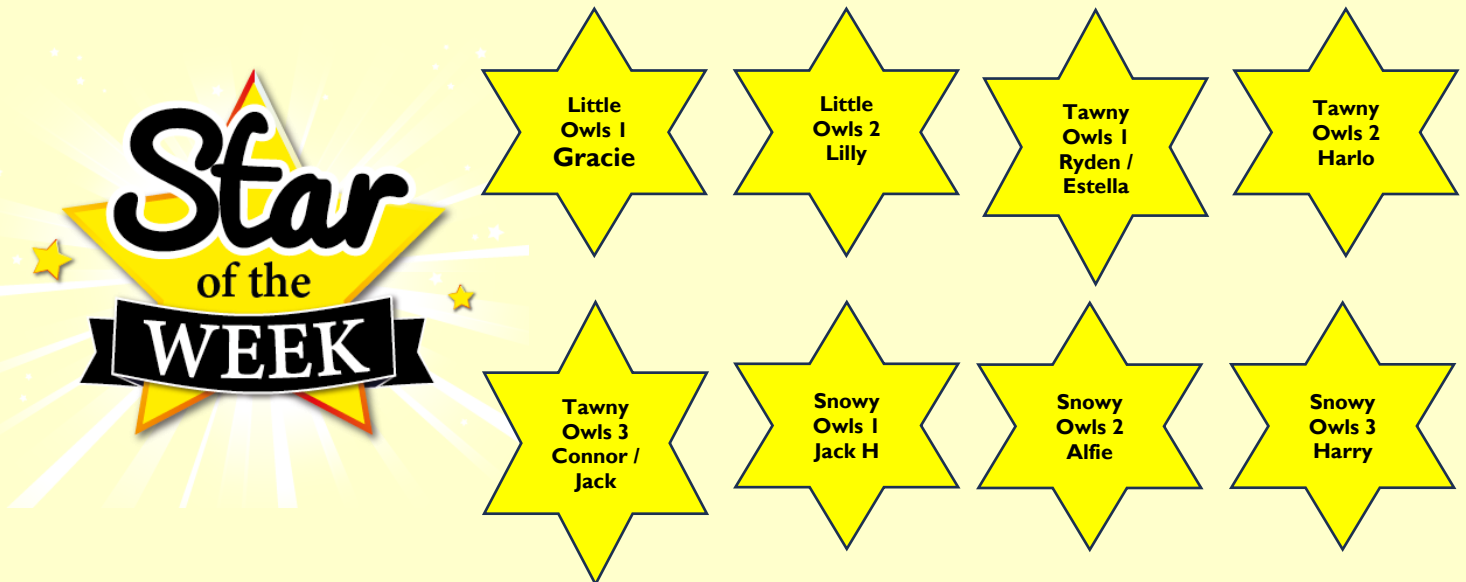 Star
of the
WEEK
Little
Owls 1
Gracie
Little
Owls 2
Lilly
Tawny
Owls 1
Ryden /
Estella
Tawny
Owls 2
Harlo
Tawny
Owls 3
Connor /
Jack
Snowy
Owls 1
Jack H
Snowy
Owls 2
Alfie
Snowy
Owls 3
Harry